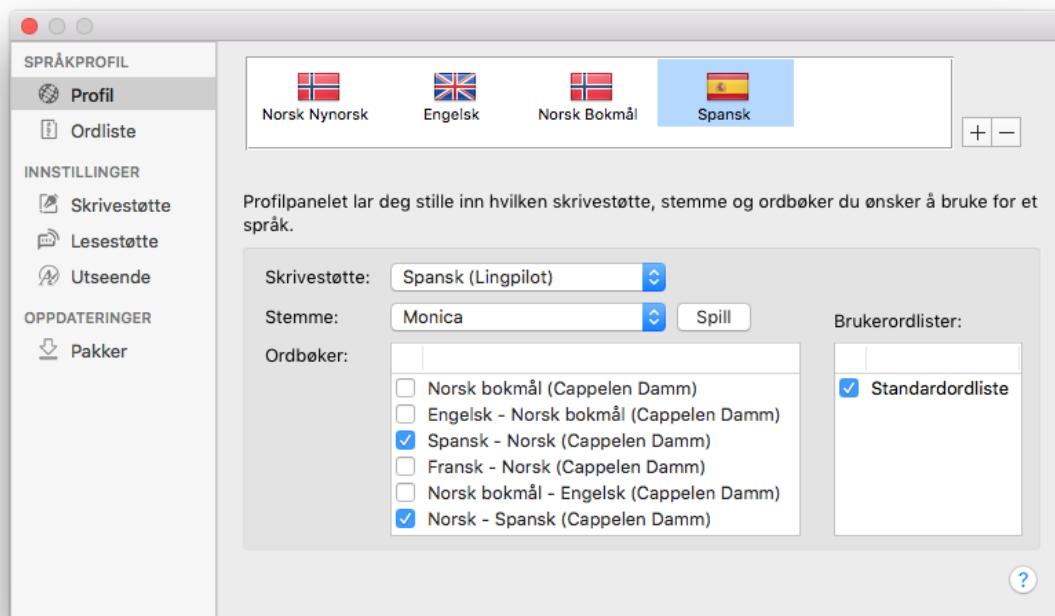 SPRÅKPROFIL
Profil
Ordliste
INNSTILLINGER
Skrivestøtte
Lesestøtte
Utseende
OPPDATERINGER
Pakker
Norsk Nynorsk
Engelsk
Norsk Bokmål
Spansk
+ −
Profilpanelet lar deg stille inn hvilken skrivestøtte, stemme og ordbøker du ønsker å bruke for et
språk.
Skrivestøtte: Spansk (Lingpilot)
Stemme: Monica Spill
Ordbøker:
Norsk bokmål (Cappelen Damm)
Engelsk - Norsk bokmål (Cappelen Damm)
Spansk - Norsk (Cappelen Damm)
Fransk - Norsk (Cappelen Damm)
Norsk bokmål - Engelsk (Cappelen Damm)
Norsk - Spansk (Cappelen Damm)
Brukerordlister:
Standardordliste
?